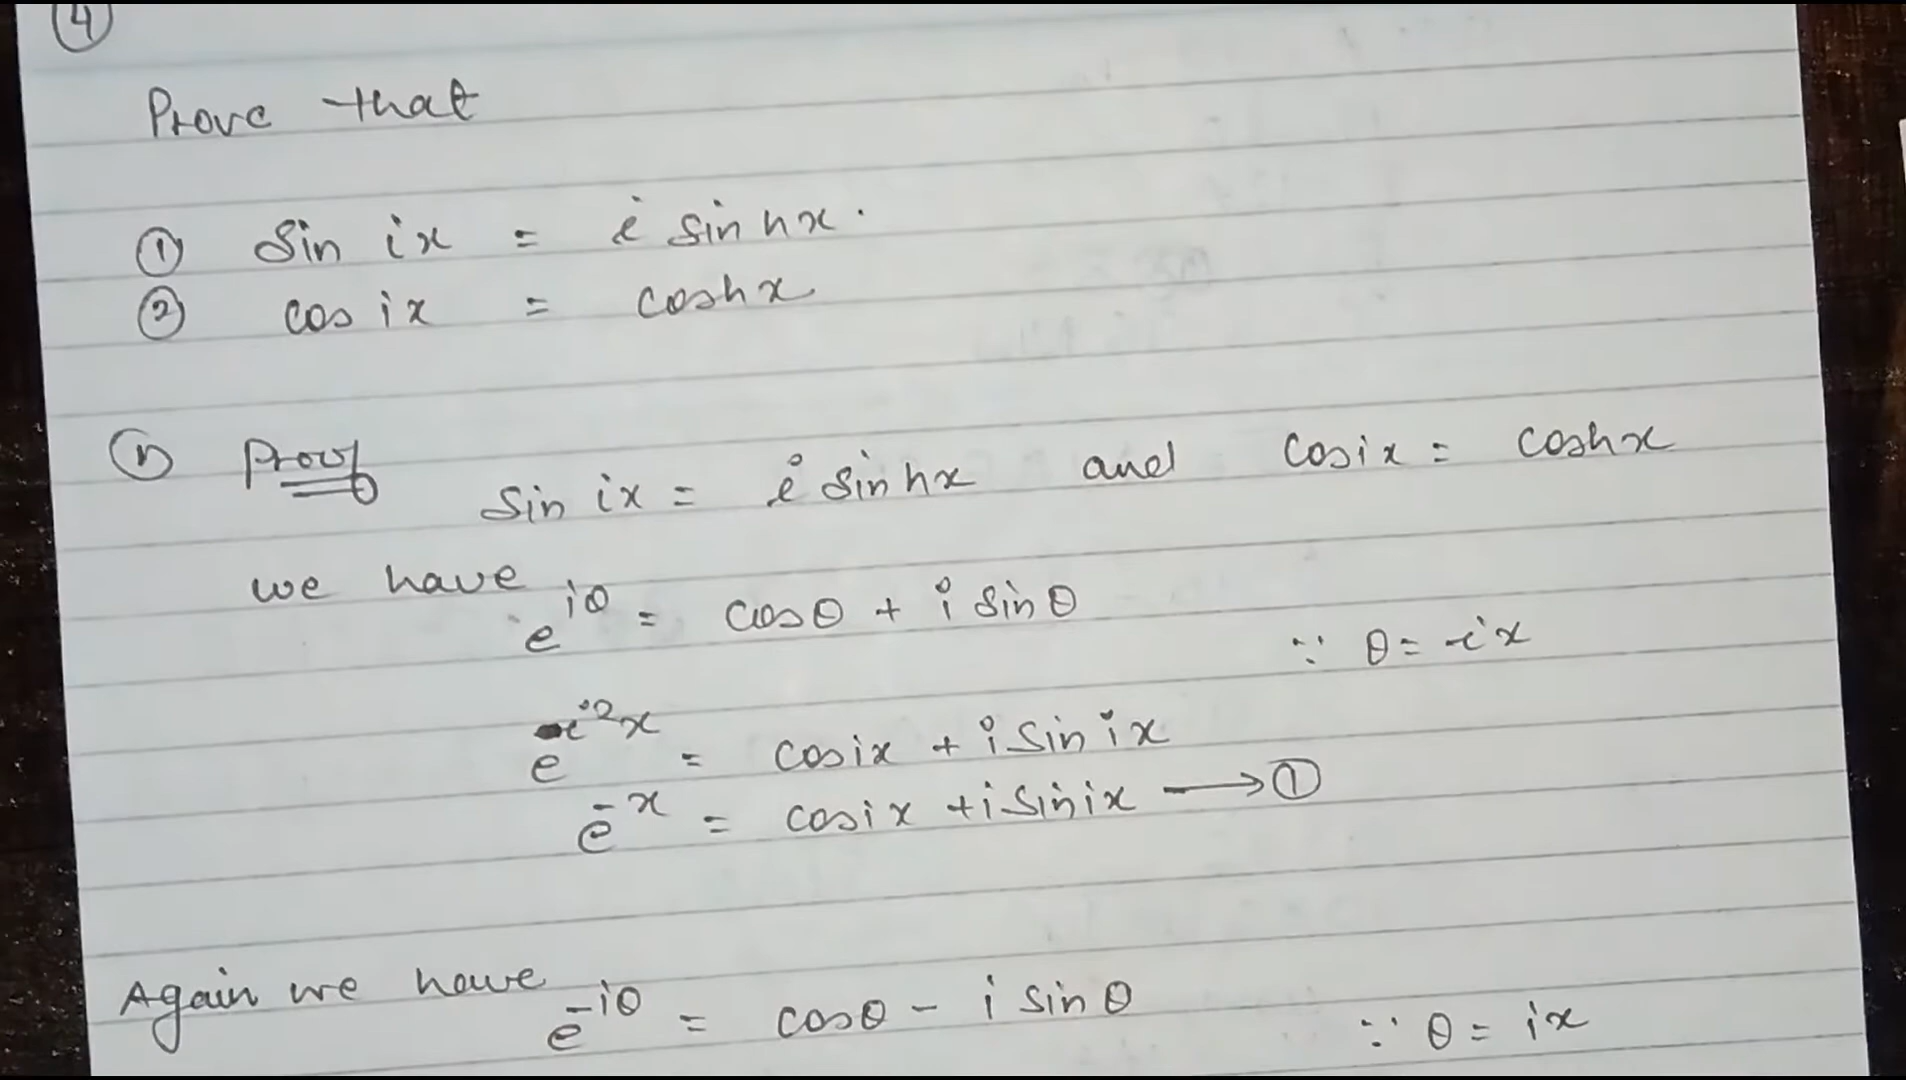 ④
Prove that
① Sin ix = i sin hx.
② cos ix = coshx
① Proof sin ix = i sin hx and cosix = coshx
we have
e^{iθ} = cosθ + i sinθ ∵ θ = ix
e^{i²x} = cosix + i sin ix
e^{-x} = cosix + i sin ix → ①
Again we have
e^{-iθ} = cosθ - i sinθ ∵ θ = ix